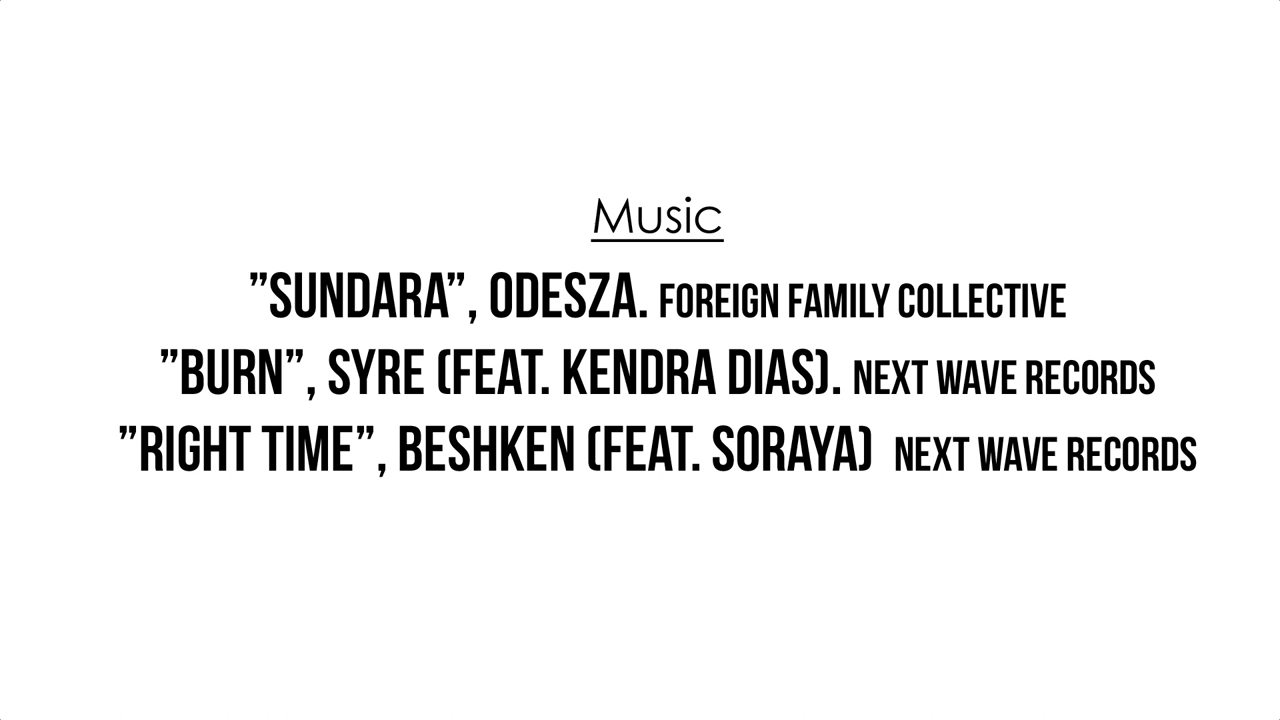 Music
”SUNDARA”, ODESZA. FOREIGN FAMILY COLLECTIVE
”BURN”, SYRE (FEAT. KENDRA DIAS). NEXT WAVE RECORDS
”RIGHT TIME”, BESHKEN (FEAT. SORAYA) NEXT WAVE RECORDS